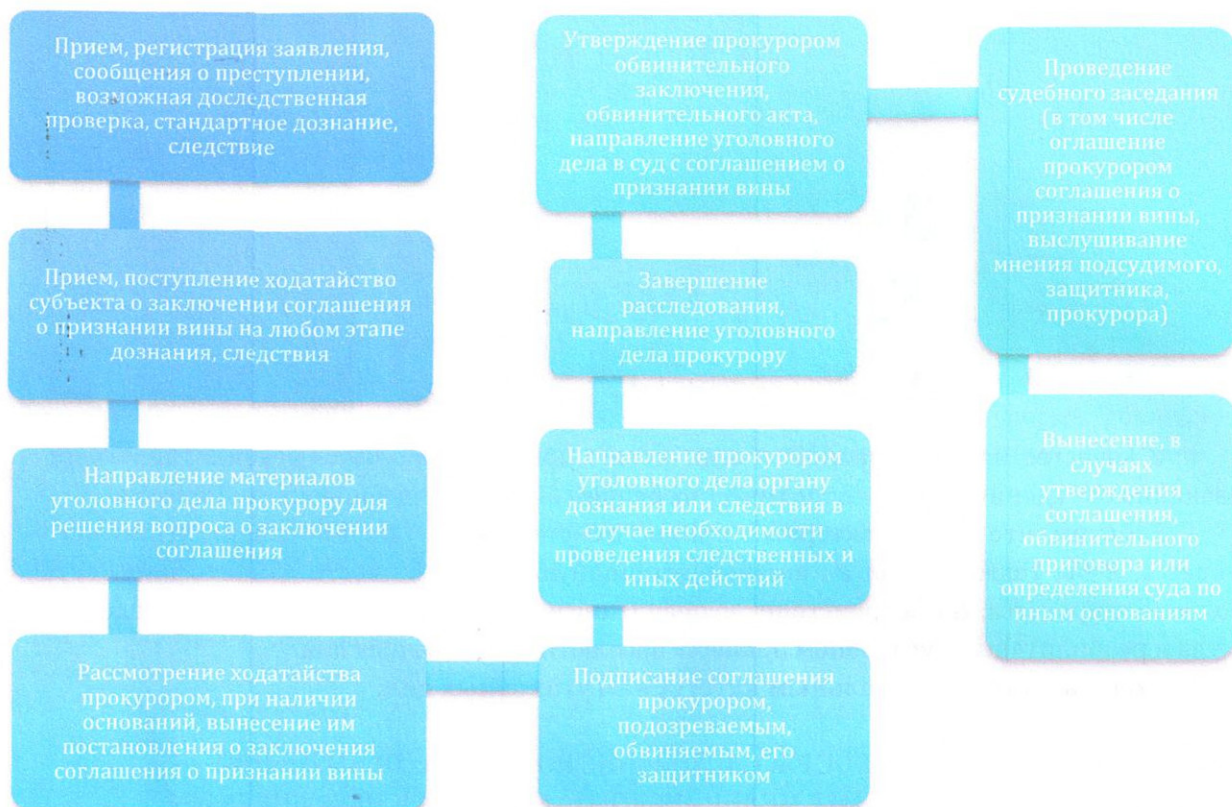 Прием, регистрация заявления,
сообщения о преступлении,
возможная доследственная
проверка, стандартное дознание,
следствие
Прием, поступление ходатайство
субъекта о заключении соглашения
о признании вины на любом этапе
дознания, следствия
Направление материалов
уголовного дела прокурору для
решения вопроса о заключении
соглашения
Рассмотрение ходатайства
прокурором, при наличии
оснований, вынесение им
постановления о заключения
соглашения о признании вины
Подписание соглашения
прокурором,
подозреваемым,
обвиняемым, его
защитником
Направление прокурором
уголовного дела органу
дознания или следствия в
случае необходимости
проведения следственных и
иных действий
Завершение
расследования,
направление уголовного
дела прокурору
Утверждение прокурором
обвинительного
заключения,
обвинительного акта,
направление уголовного
дела в суд с соглашением о
признании вины
Проведение
судебного заседания
(в том числе
оглашение
прокурором
соглашения о
признании вины,
выслушивание
мнения подсудимого,
защитника,
прокурора)
Вынесение, в
случаях
утверждения
соглашения,
обвинительного
приговора или
определения суда по
иным основаниям